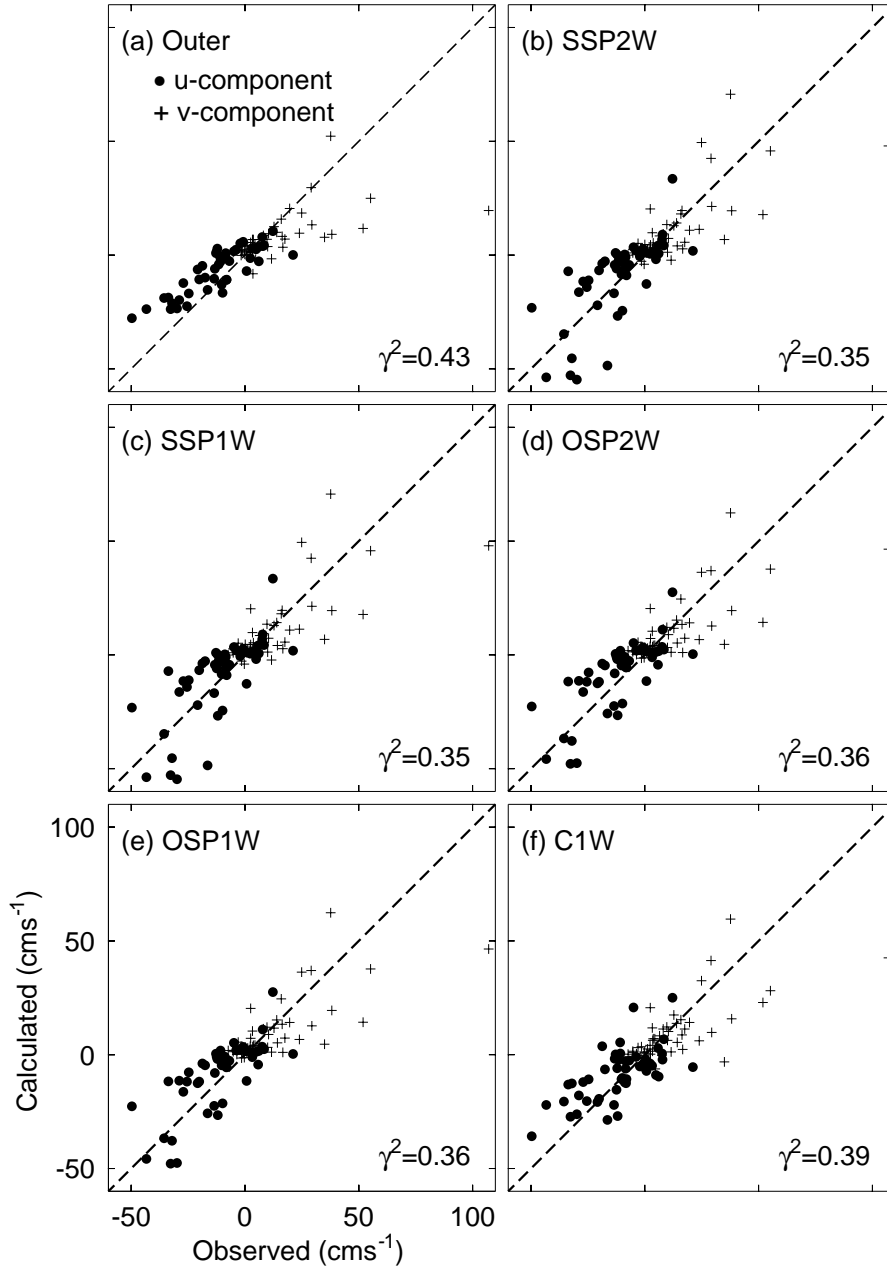 (a) Outer
● u-component
+ v-component
γ²=0.43
(b) SSP2W
γ²=0.35
(c) SSP1W
γ²=0.35
(d) OSP2W
γ²=0.36
(e) OSP1W
γ²=0.36
(f) C1W
γ²=0.39
100
50
0
-50
Calculated (cms⁻¹)
-50 0 50 100
Observed (cms⁻¹)